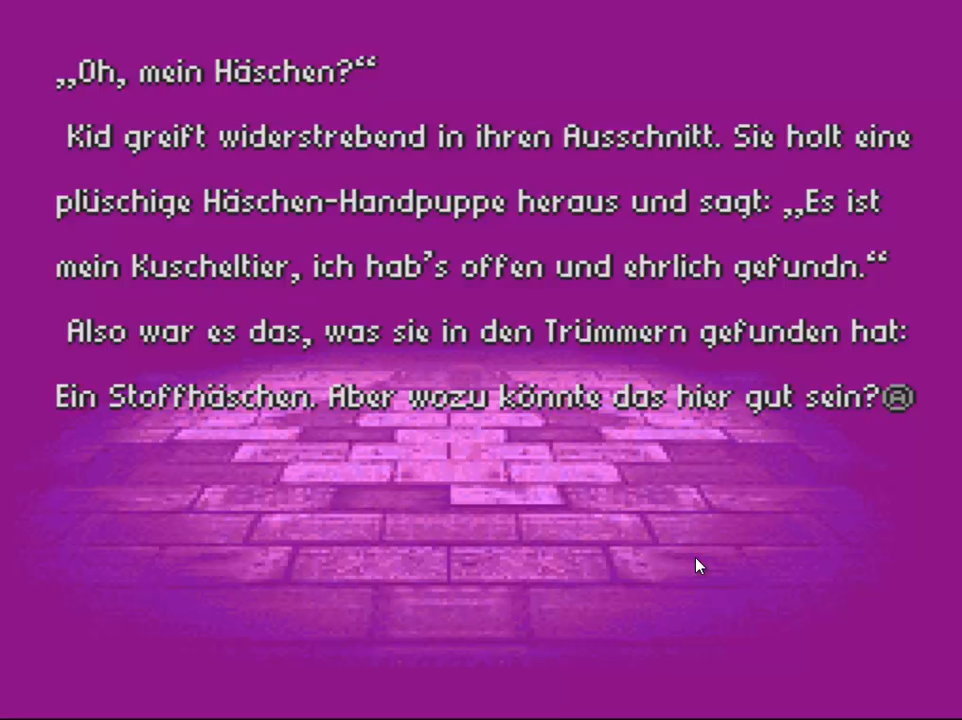 „Oh, mein Häschen?“
Kid greift widerstrebend in ihren Ausschnitt. Sie holt eine
plüschige Häschen-Handpuppe heraus und sagt: „Es ist
mein Kuscheltier, ich hab's offen und ehrlich gefundn.“
Also war es das, was sie in den Trümmern gefunden hat:
Ein Stoffhäschen. Aber wozu könnte das hier gut sein?